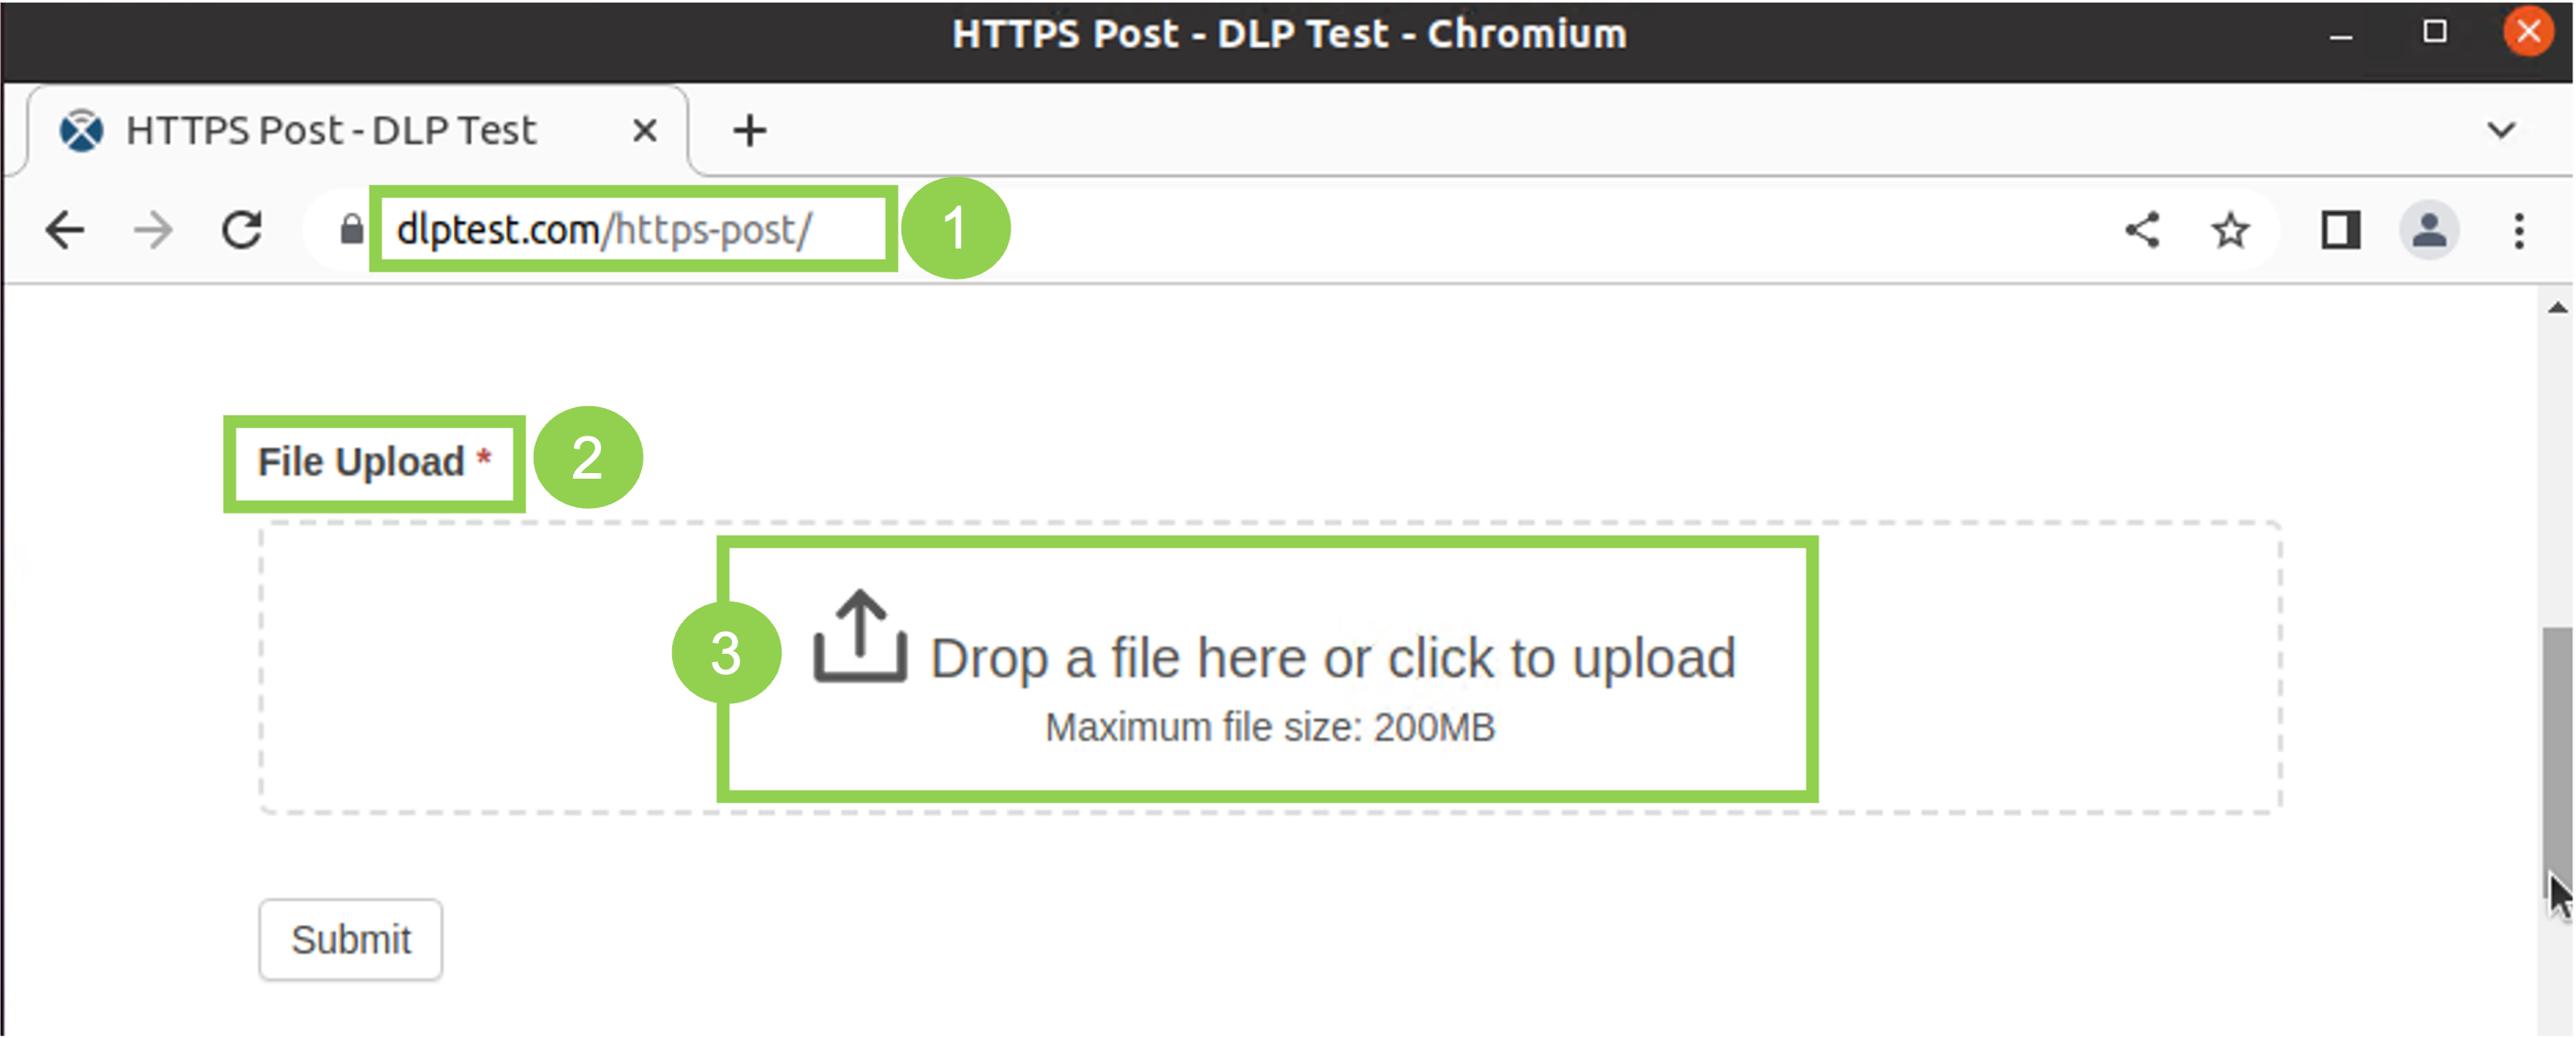 HTTPS Post - DLP Test - Chromium
HTTPS Post - DLP Test
dlptest.com/https-post/ 1
File Upload * 2
3 Drop a file here or click to upload
Maximum file size: 200MB
Submit